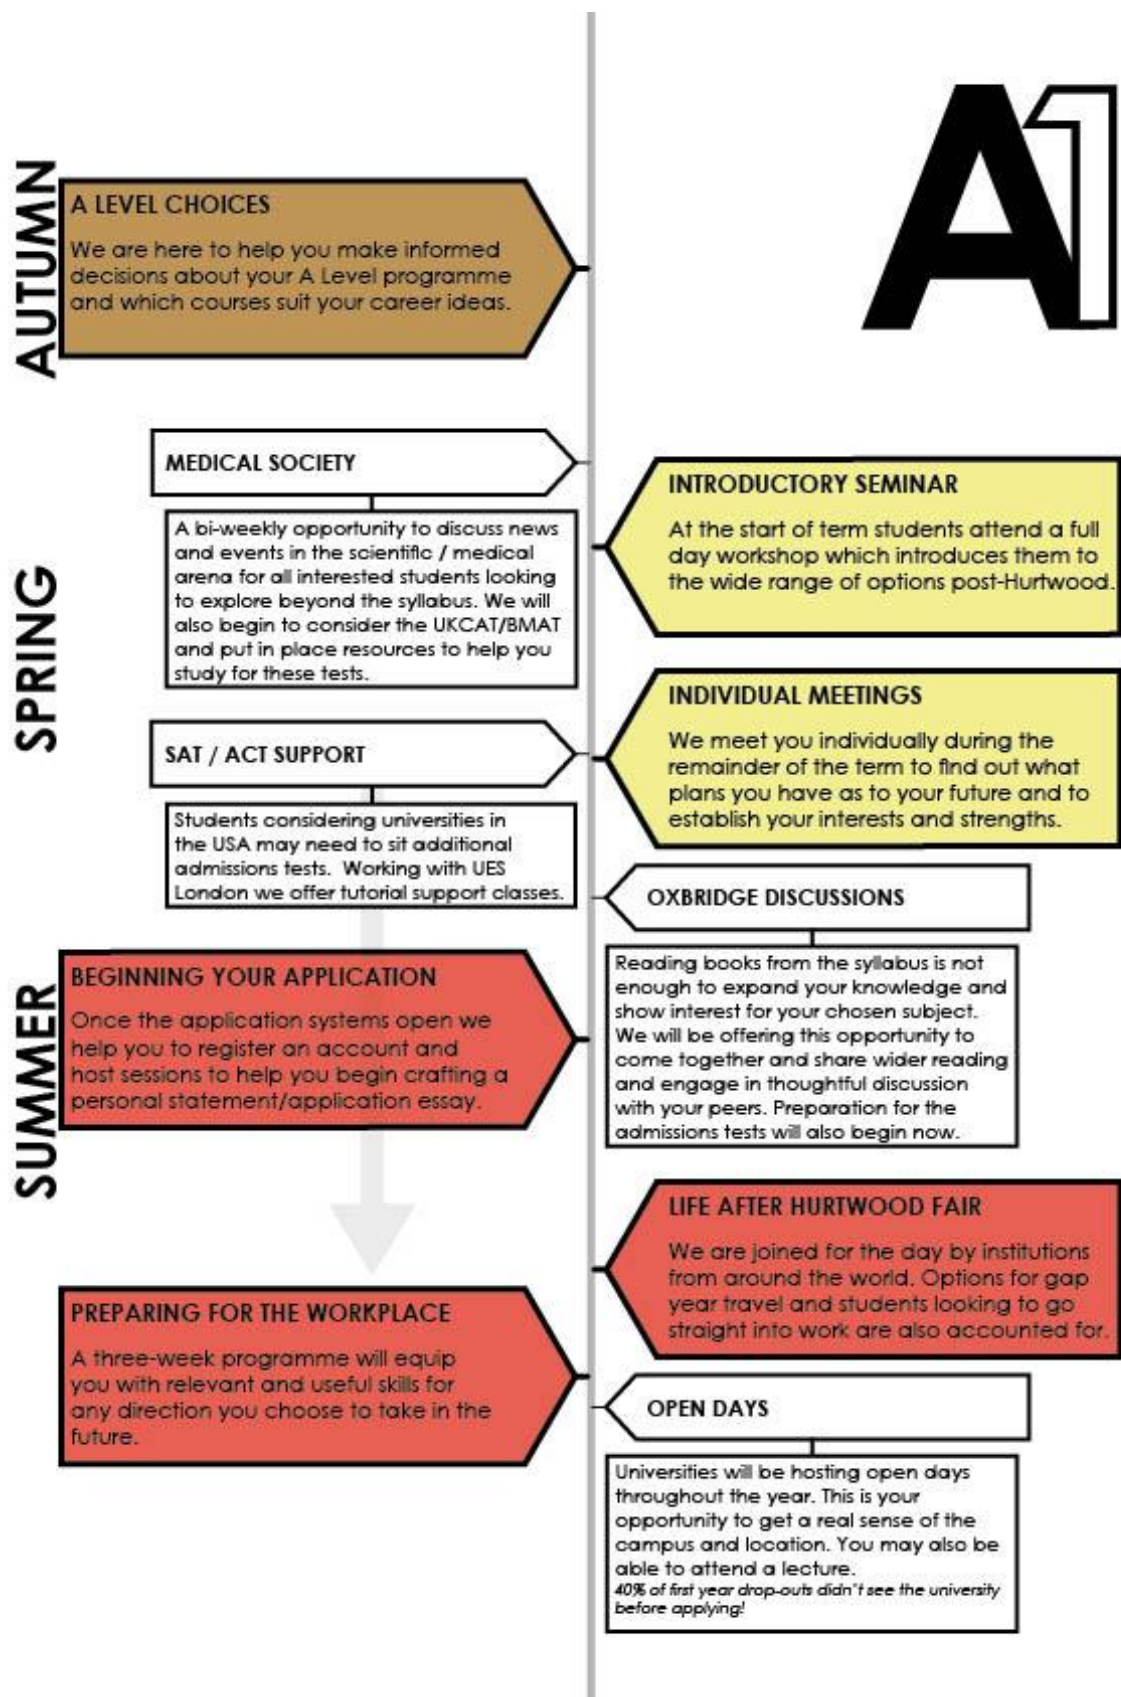 A1
AUTUMN
A LEVEL CHOICES
We are here to help you make informed
decisions about your A Level programme
and which courses suit your career ideas.
SPRING
MEDICAL SOCIETY
A bi-weekly opportunity to discuss news
and events in the scientific / medical
arena for all interested students looking
to explore beyond the syllabus. We will
also begin to consider the UKCAT/BMAT
and put in place resources to help you
study for these tests.
INTRODUCTORY SEMINAR
At the start of term students attend a full
day workshop which introduces them to
the wide range of options post-Hurtwood.
INDIVIDUAL MEETINGS
We meet you individually during the
remainder of the term to find out what
plans you have as to your future and to
establish your interests and strengths.
SAT / ACT SUPPORT
Students considering universities in
the USA may need to sit additional
admissions tests. Working with UES
London we offer tutorial support classes.
OXBRIDGE DISCUSSIONS
Reading books from the syllabus is not
enough to expand your knowledge and
show interest for your chosen subject.
We will be offering this opportunity to
come together and share wider reading
and engage in thoughtful discussion
with your peers. Preparation for the
admissions tests will also begin now.
SUMMER
BEGINNING YOUR APPLICATION
Once the application systems open we
help you to register an account and
host sessions to help you begin crafting a
personal statement/application essay.
LIFE AFTER HURTWOOD FAIR
We are joined for the day by institutions
from around the world. Options for gap
year travel and students looking to go
straight into work are also accounted for.
PREPARING FOR THE WORKPLACE
A three-week programme will equip
you with relevant and useful skills for
any direction you choose to take in the
future.
OPEN DAYS
Universities will be hosting open days
throughout the year. This is your
opportunity to get a real sense of the
campus and location. You may also be
able to attend a lecture.
40% of first year drop-outs didn't see the university
before applying!